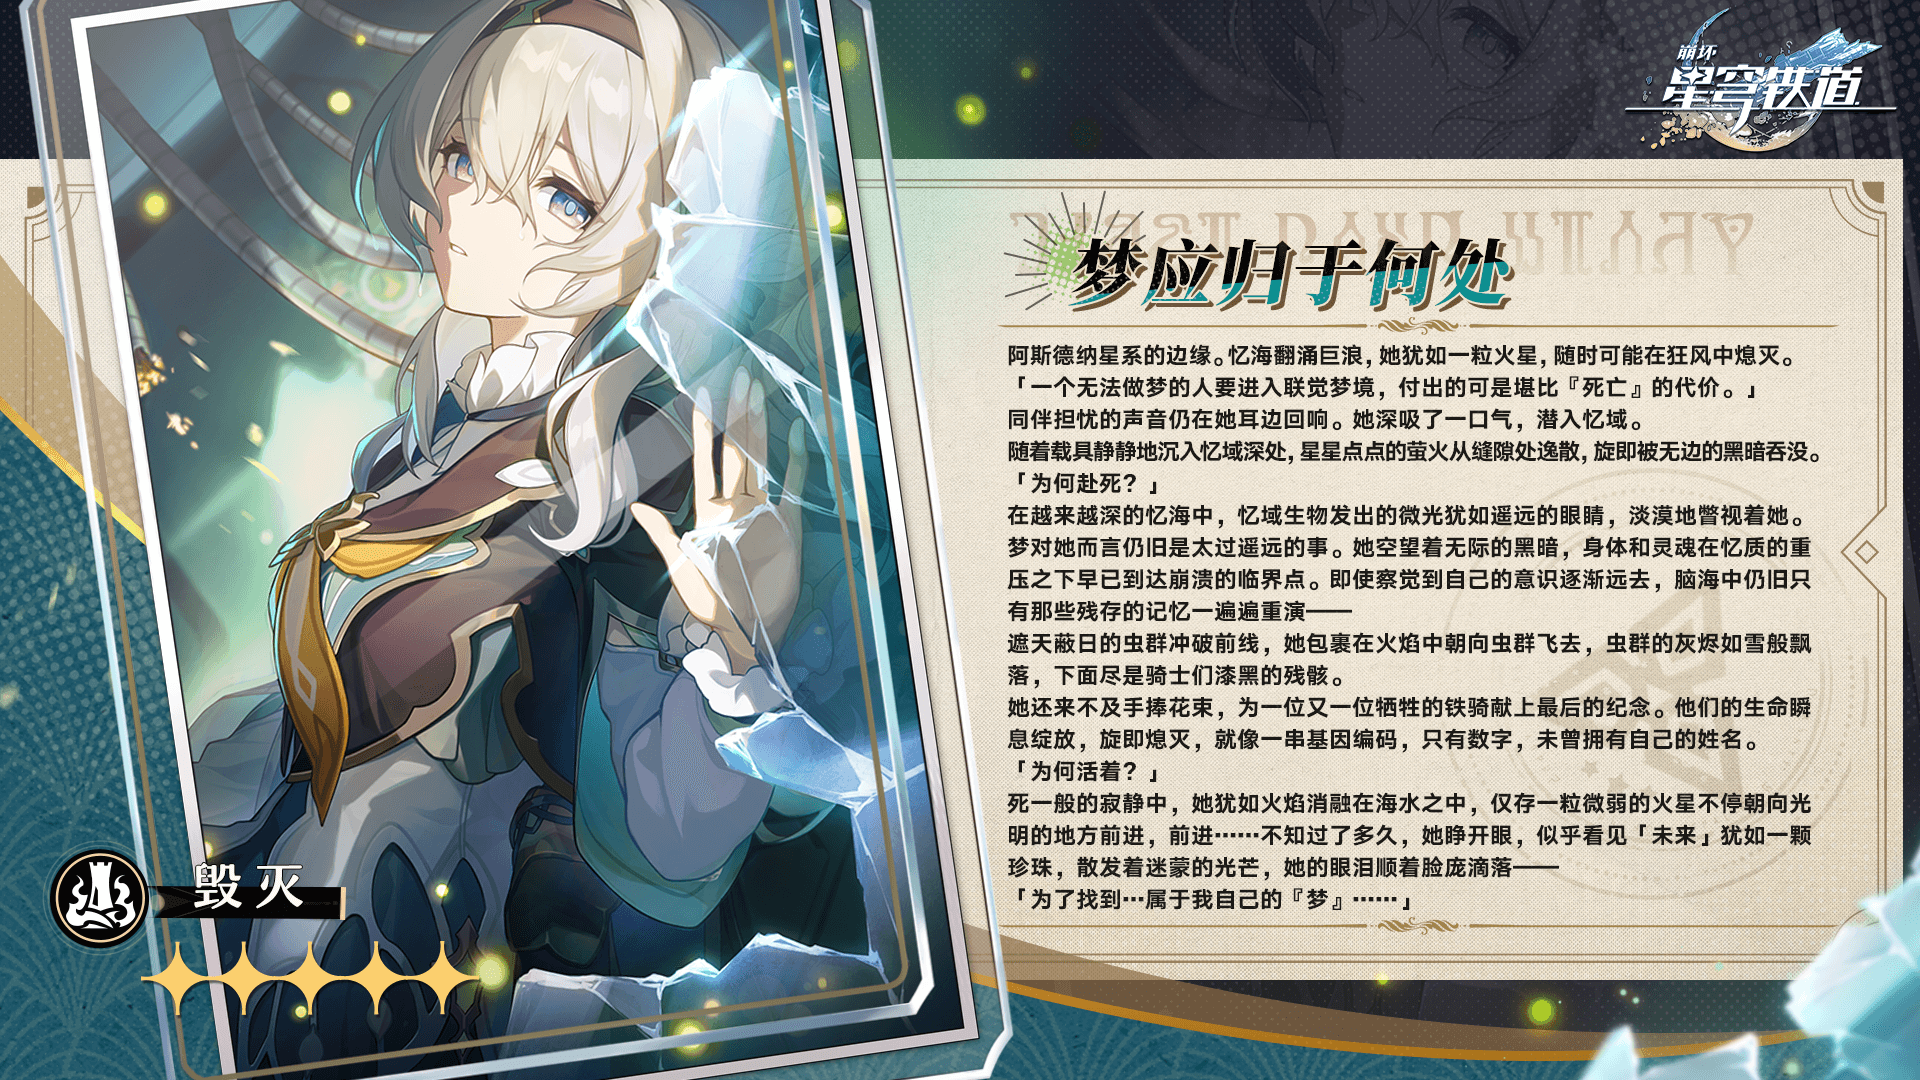 崩坏
星穹铁道
梦应归于何处
阿斯德纳星系的边缘。忆海翻涌巨浪，她犹如一粒火星，随时可能在狂风中熄灭。
「一个无法做梦的人要进入联觉梦境，付出的可是堪比『死亡』的代价。」
同伴担忧的声音仍在她耳边回响。她深吸了一口气，潜入忆域。
随着载具静静地沉入忆域深处，星星点点的萤火从缝隙处逸散，旋即被无边的黑暗吞没。
「为何赴死？」
在越来越深的忆海中，忆域生物发出的微光犹如遥远的眼睛，淡漠地瞥视着她。
梦对她而言仍旧是太过遥远的事。她空望着无际的黑暗，身体和灵魂在忆质的重
压之下早已到达崩溃的临界点。即使察觉到自己的意识逐渐远去，脑海中仍旧只
有那些残存的记忆一遍遍重演——
遮天蔽日的虫群冲破前线，她包裹在火焰中朝向虫群飞去，虫群的灰烬如雪般飘
落，下面尽是骑士们漆黑的残骸。
她还来不及手捧花束，为一位又一位牺牲的铁骑献上最后的纪念。他们的生命瞬
息绽放，旋即熄灭，就像一串基因编码，只有数字，未曾拥有自己的姓名。
「为何活着？」
死一般的寂静中，她犹如火焰消融在海水之中，仅存一粒微弱的火星不停朝向光
明的地方前进，前进……不知过了多久，她睁开眼，似乎看见「未来」犹如一颗
珍珠，散发着迷蒙的光芒，她的眼泪顺着脸庞滴落——
「为了找到…属于我自己的『梦』……」
毁灭